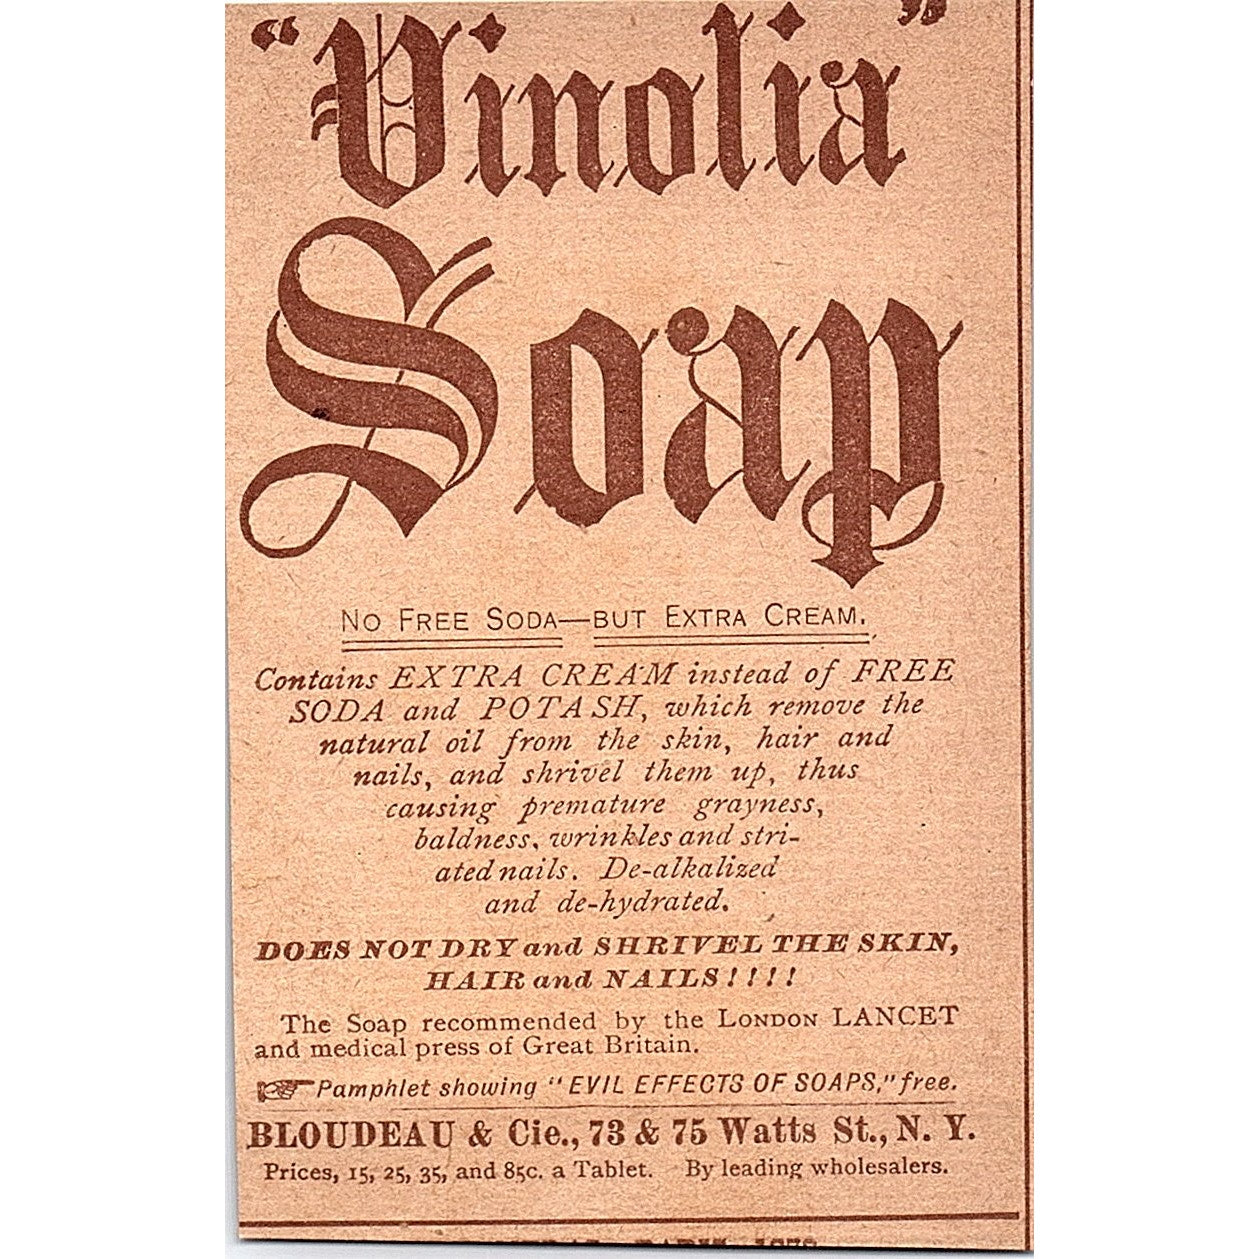 "Vinolia"
Soap
NO FREE SODA—BUT EXTRA CREAM.
Contains EXTRA CREAM instead of FREE
SODA and POTASH, which remove the
natural oil from the skin, hair and
nails, and shrivel them up, thus
causing premature grayness,
baldness, wrinkles and stri-
ated nails. De-alkalized
and de-hydrated.
DOES NOT DRY and SHRIVEL THE SKIN,
HAIR and NAILS!!!!
The Soap recommended by the LONDON LANCET
and medical press of Great Britain.
Pamphlet showing "EVIL EFFECTS OF SOAPS," free.
BLOUDEAU & Cie., 73 & 75 Watts St., N. Y.
Prices, 15, 25, 35, and 85c. a Tablet. By leading wholesalers.